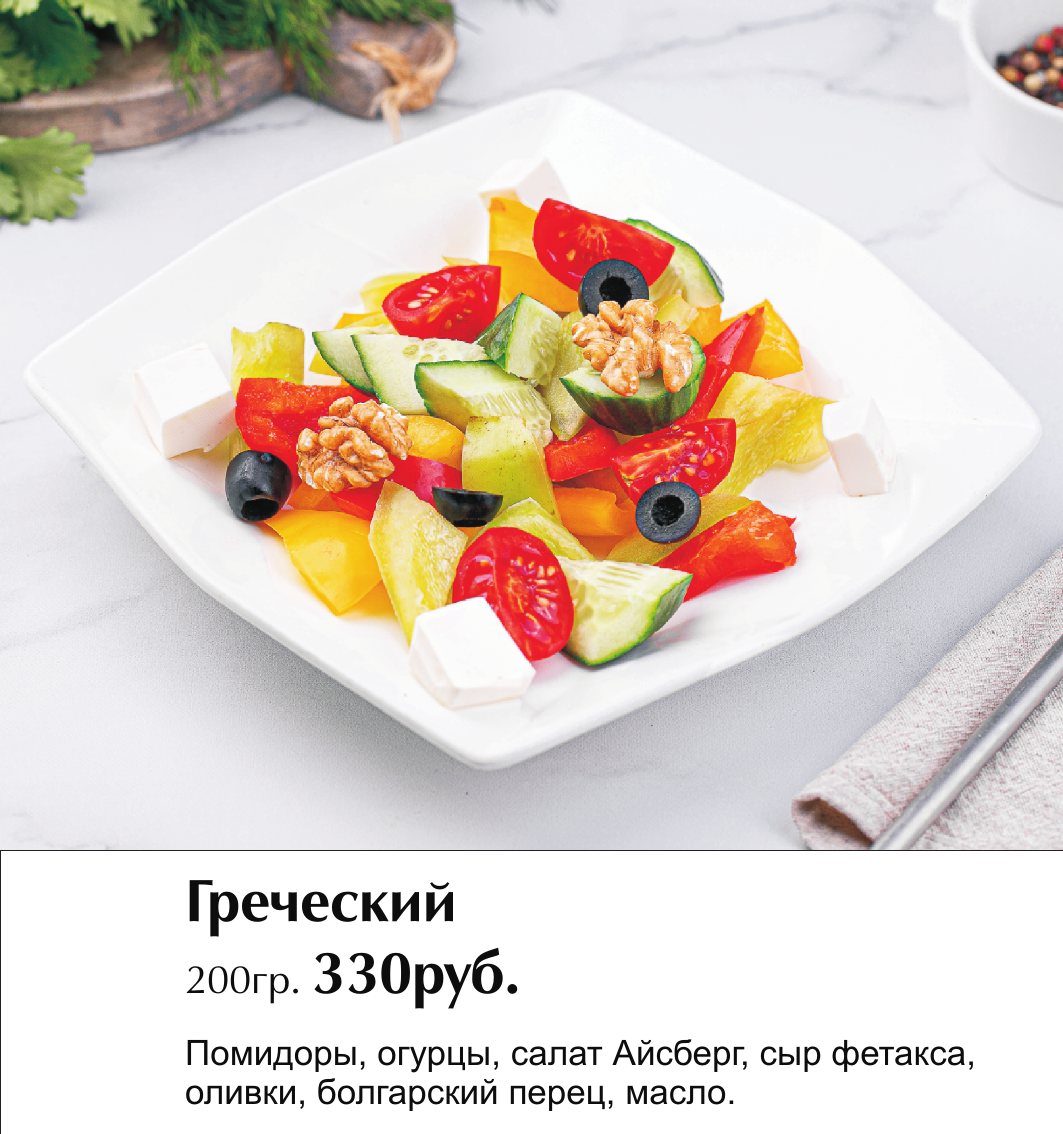 Греческий
200гр. 330руб.
Помидоры, огурцы, салат Айсберг, сыр фетакса,
оливки, болгарский перец, масло.